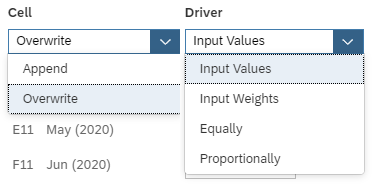 Cell Driver
Overwrite Input Values
Append Input Values
Overwrite Input Weights
E11 May (2020) Equally
F11 Jun (2020) Proportionally